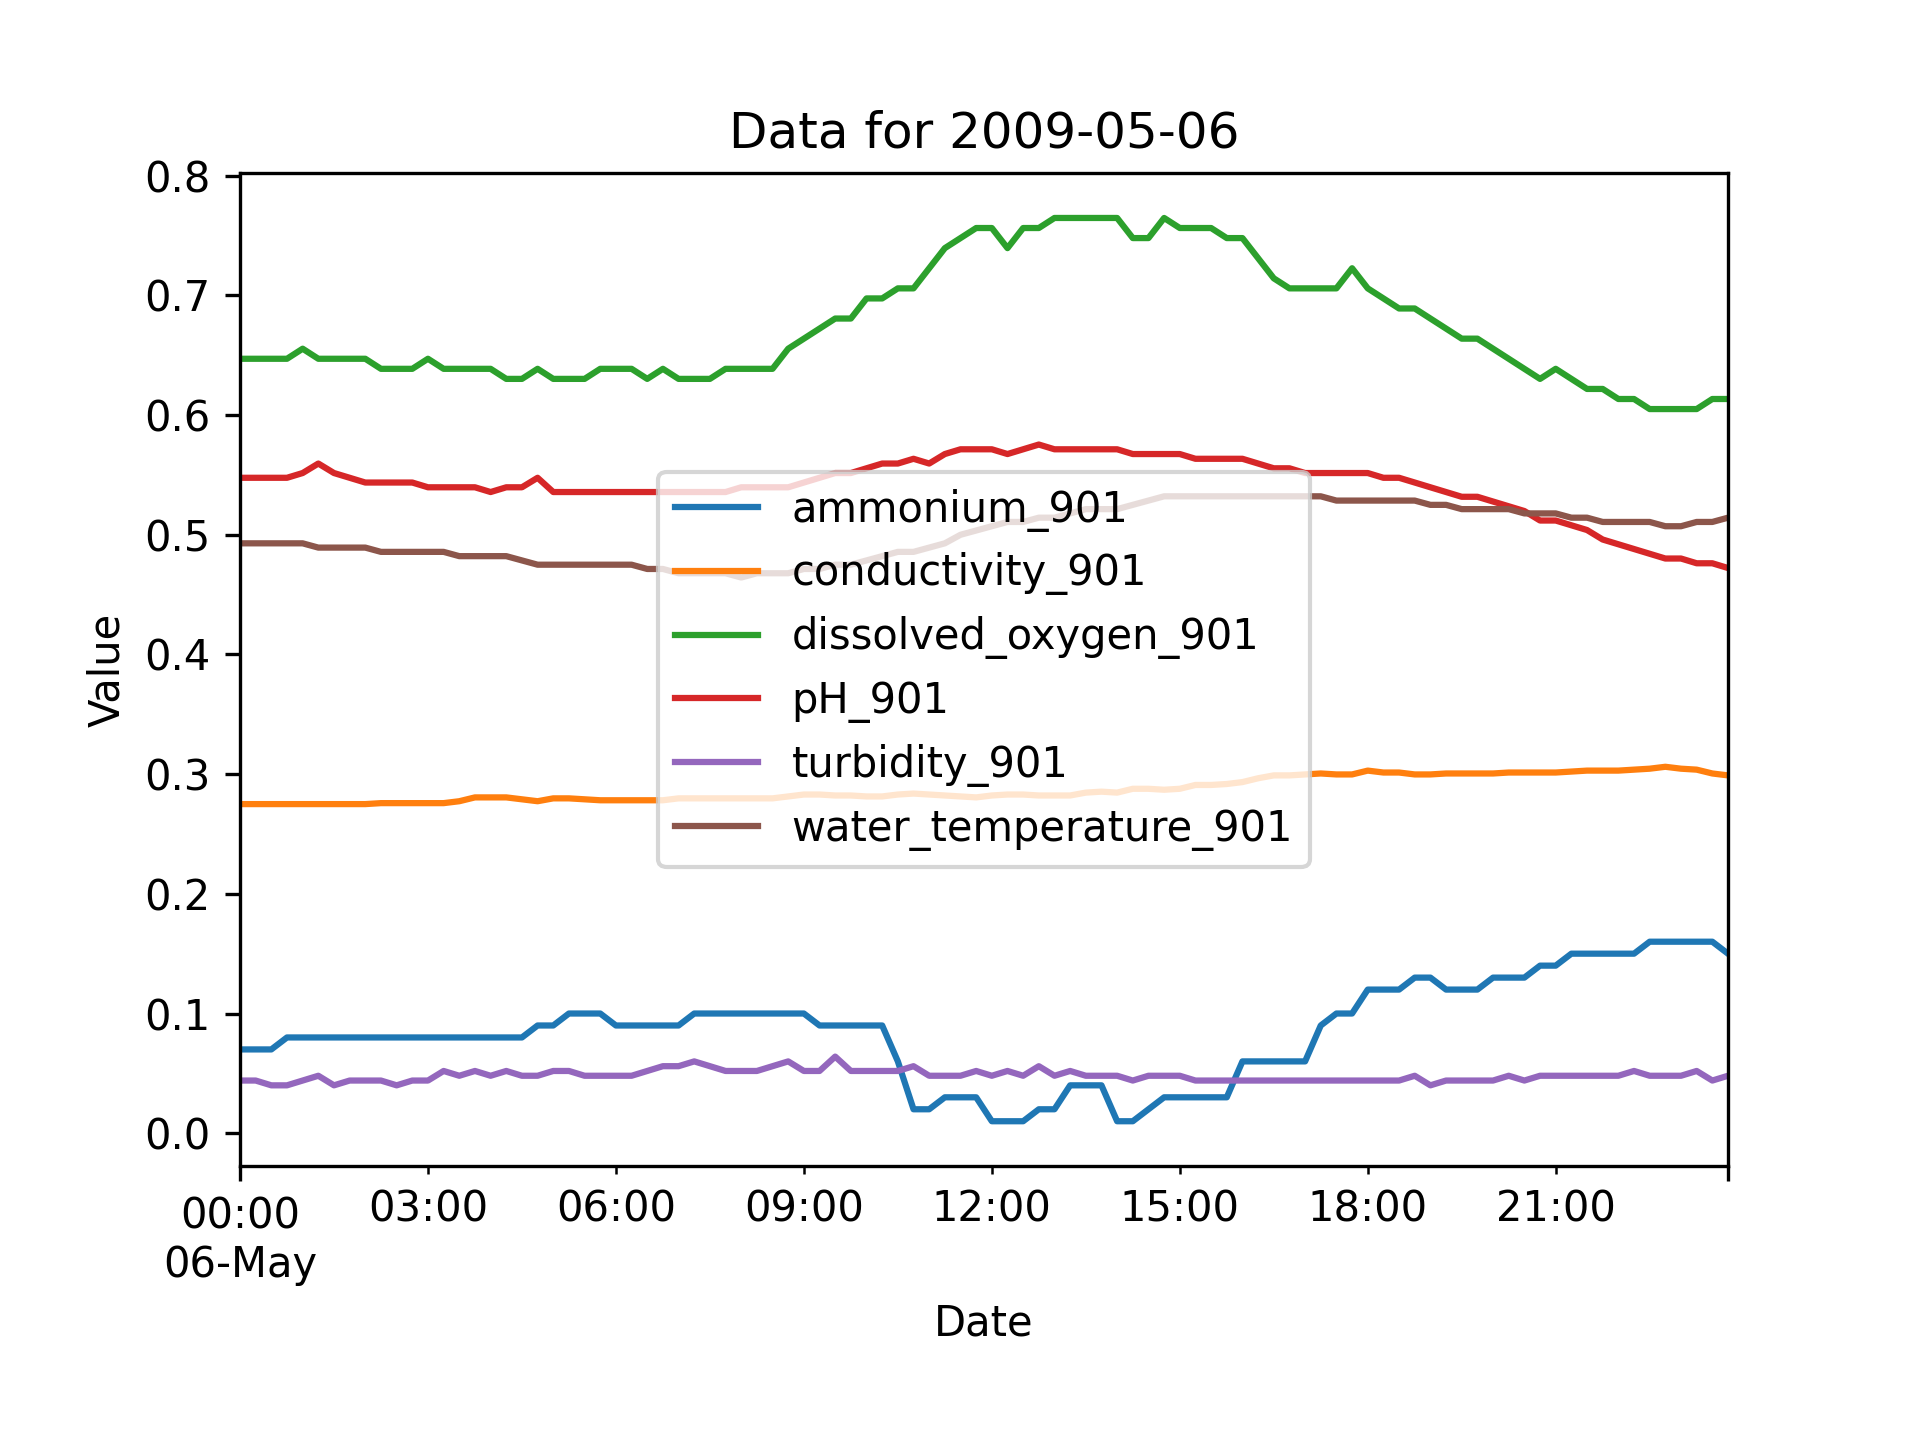 Data for 2009-05-06
0.8
0.7
0.6
0.5
0.4
0.3
0.2
0.1
0.0
Value
ammonium_901
conductivity_901
dissolved_oxygen_901
pH_901
turbidity_901
water_temperature_901
00:00 03:00 06:00 09:00 12:00 15:00 18:00 21:00
06-May
Date